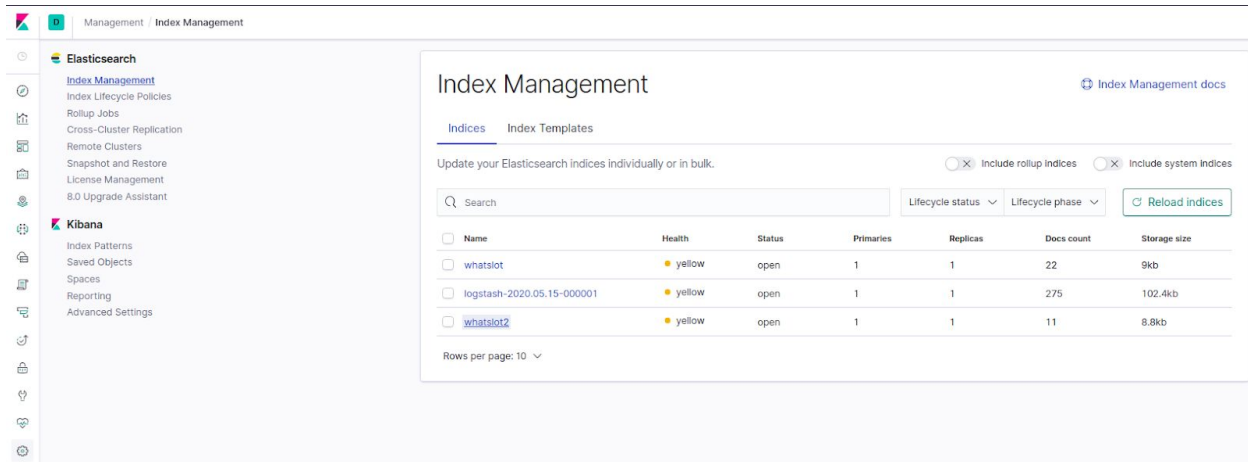 D Management / Index Management
Elasticsearch
Index Management
Index Lifecycle Policies
Rollup Jobs
Cross-Cluster Replication
Remote Clusters
Snapshot and Restore
License Management
8.0 Upgrade Assistant
Kibana
Index Patterns
Saved Objects
Spaces
Reporting
Advanced Settings
Index Management
Index Management docs
Indices Index Templates
Update your Elasticsearch indices individually or in bulk. Include rollup indices Include system indices
Search Lifecycle status Lifecycle phase Reload indices
Name Health Status Primaries Replicas Docs count Storage size
whatslot yellow open 1 1 22 9kb
logstash-2020.05.15-000001 yellow open 1 1 275 102.4kb
whatslot2 yellow open 1 1 11 8.8kb
Rows per page: 10